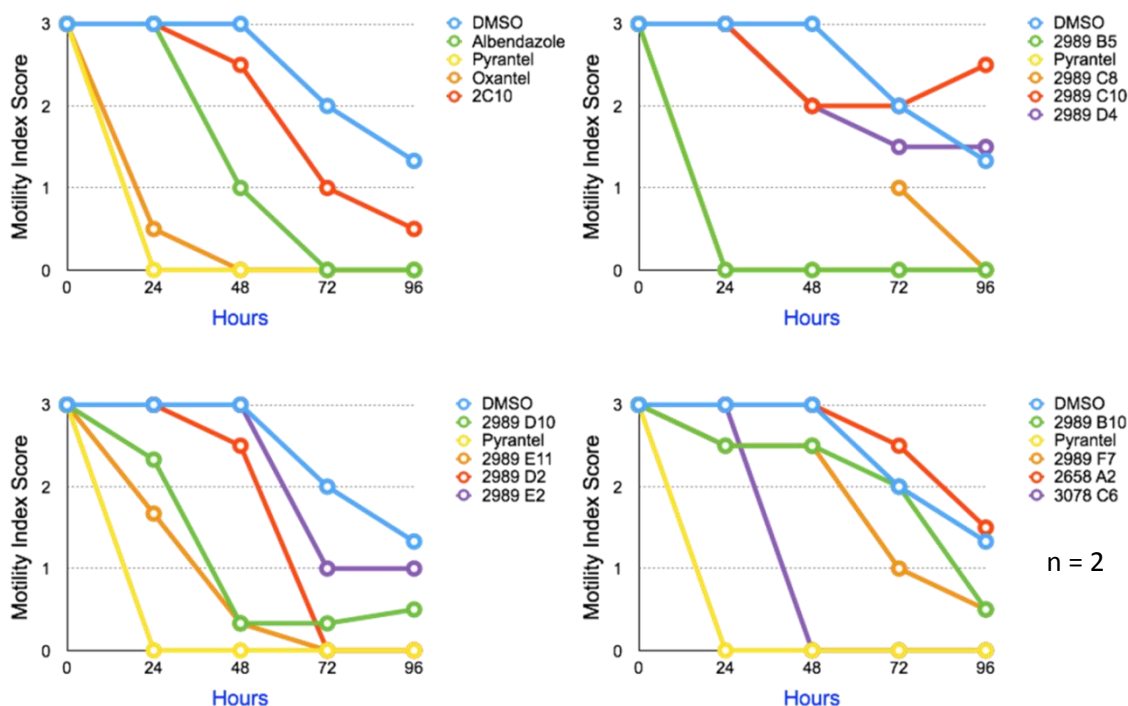 Motility Index Score
3
2
1
0
0 24 48 72 96
Hours
DMSO
Albendazole
Pyrantel
Oxantel
2C10
Motility Index Score
3
2
1
0
0 24 48 72 96
Hours
DMSO
2989 B5
Pyrantel
2989 C8
2989 C10
2989 D4
Motility Index Score
3
2
1
0
0 24 48 72 96
Hours
DMSO
2989 D10
Pyrantel
2989 E11
2989 D2
2989 E2
Motility Index Score
3
2
1
0
0 24 48 72 96
Hours
DMSO
2989 B10
Pyrantel
2989 F7
2658 A2
3078 C6
n = 2